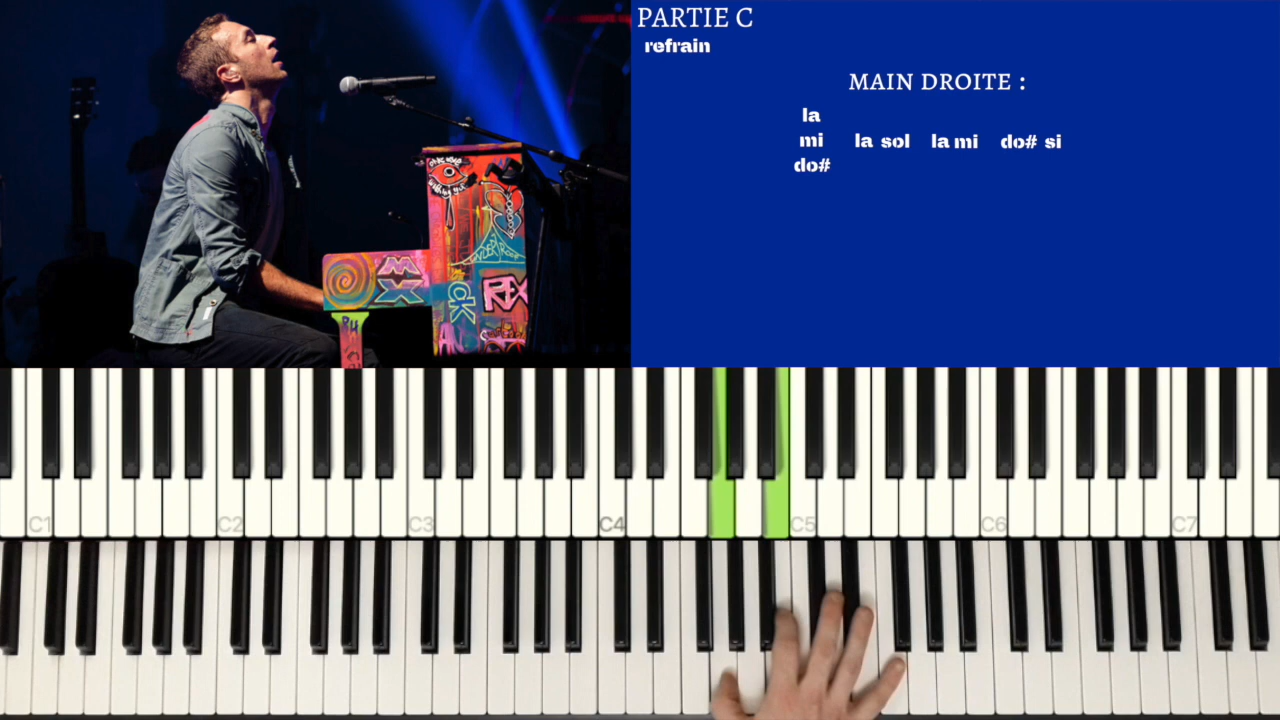 PARTIE C
refrain
MAIN DROITE :
la
mi la sol la mi do# si
do#
C1 C2 C3 C4 C5 C6 C7